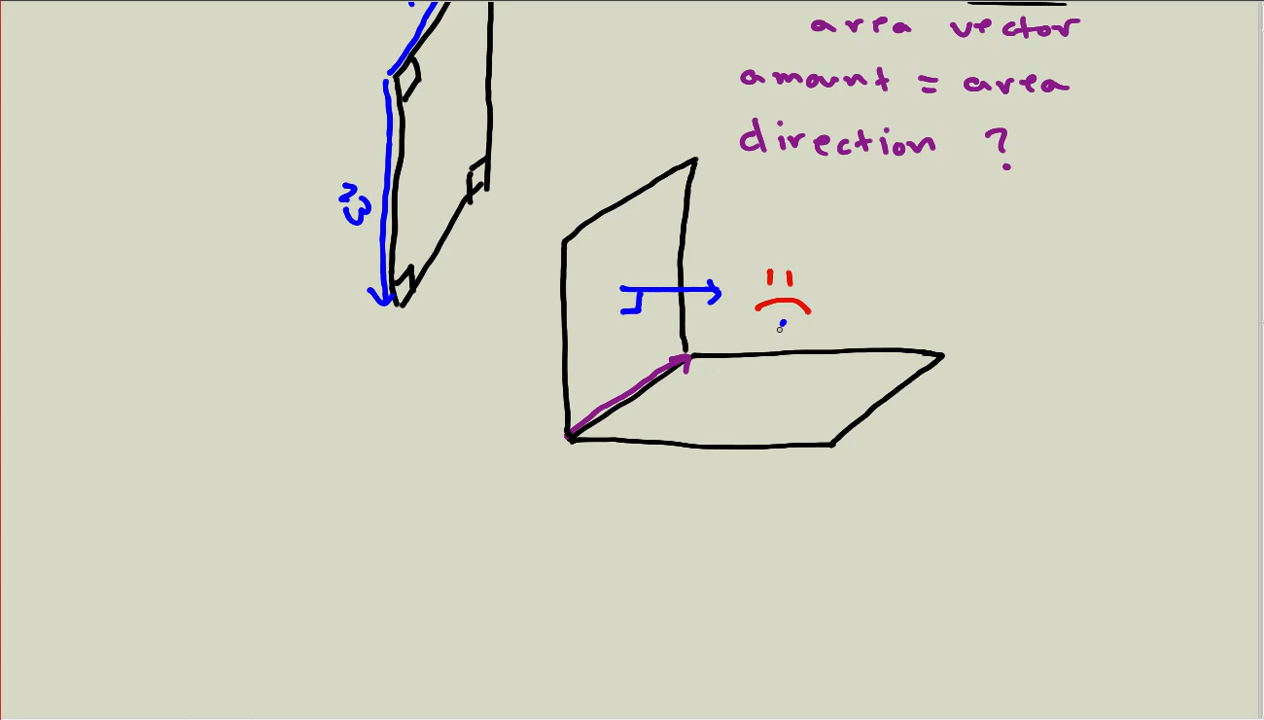 area vector
amount = area
direction ?